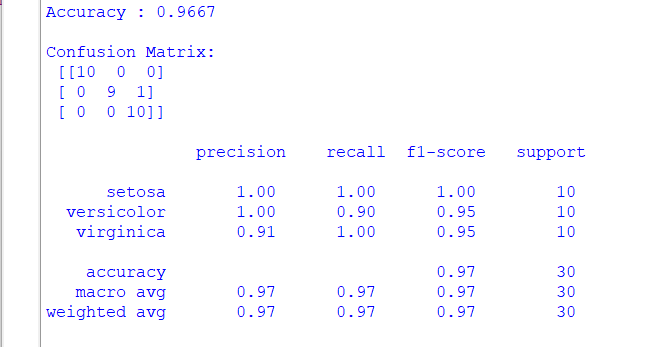 Accuracy : 0.9667
Confusion Matrix:
[[10  0  0]
[ 0  9  1]
[ 0  0 10]]
precision    recall  f1-score   support
setosa       1.00      1.00      1.00        10
versicolor       1.00      0.90      0.95        10
virginica       0.91      1.00      0.95        10
accuracy                           0.97        30
macro avg       0.97      0.97      0.97        30
weighted avg       0.97      0.97      0.97        30